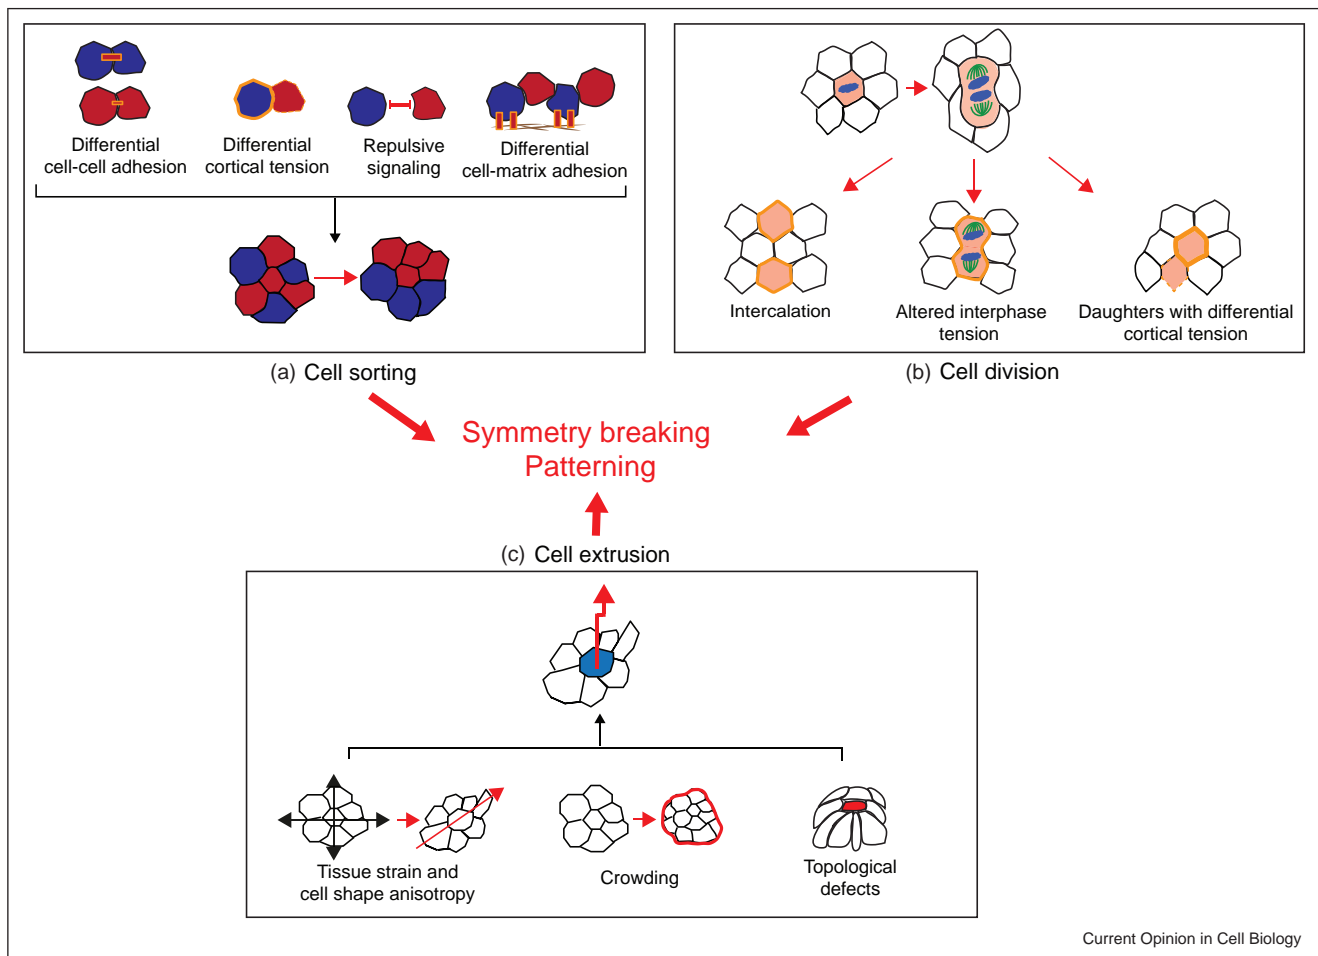 Differential
cell-cell adhesion
Differential
cortical tension
Repulsive
signaling
Differential
cell-matrix adhesion
(a) Cell sorting
Intercalation
Altered interphase
tension
Daughters with differential
cortical tension
(b) Cell division
Symmetry breaking
Patterning
(c) Cell extrusion
Tissue strain and
cell shape anisotropy
Crowding
Topological
defects
Current Opinion in Cell Biology